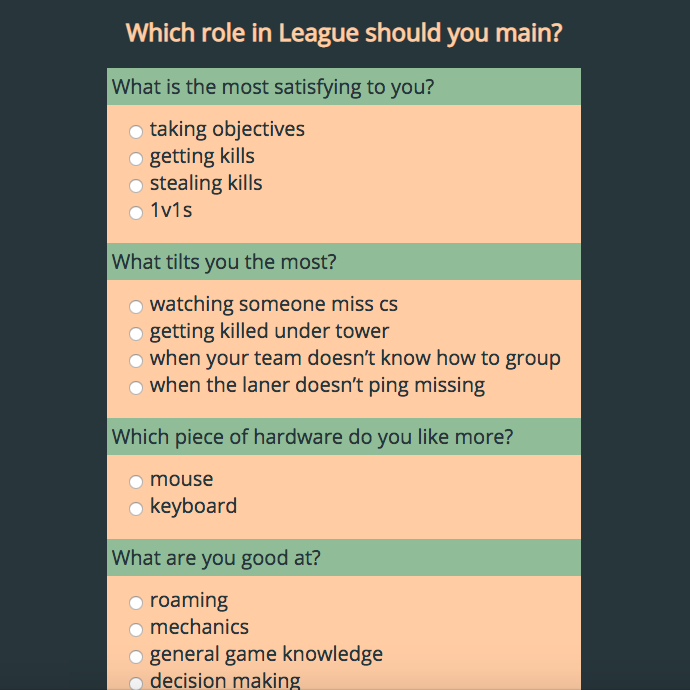 Which role in League should you main?
What is the most satisfying to you?
taking objectives
getting kills
stealing kills
1v1s
What tilts you the most?
watching someone miss cs
getting killed under tower
when your team doesn't know how to group
when the laner doesn't ping missing
Which piece of hardware do you like more?
mouse
keyboard
What are you good at?
roaming
mechanics
general game knowledge
decision making